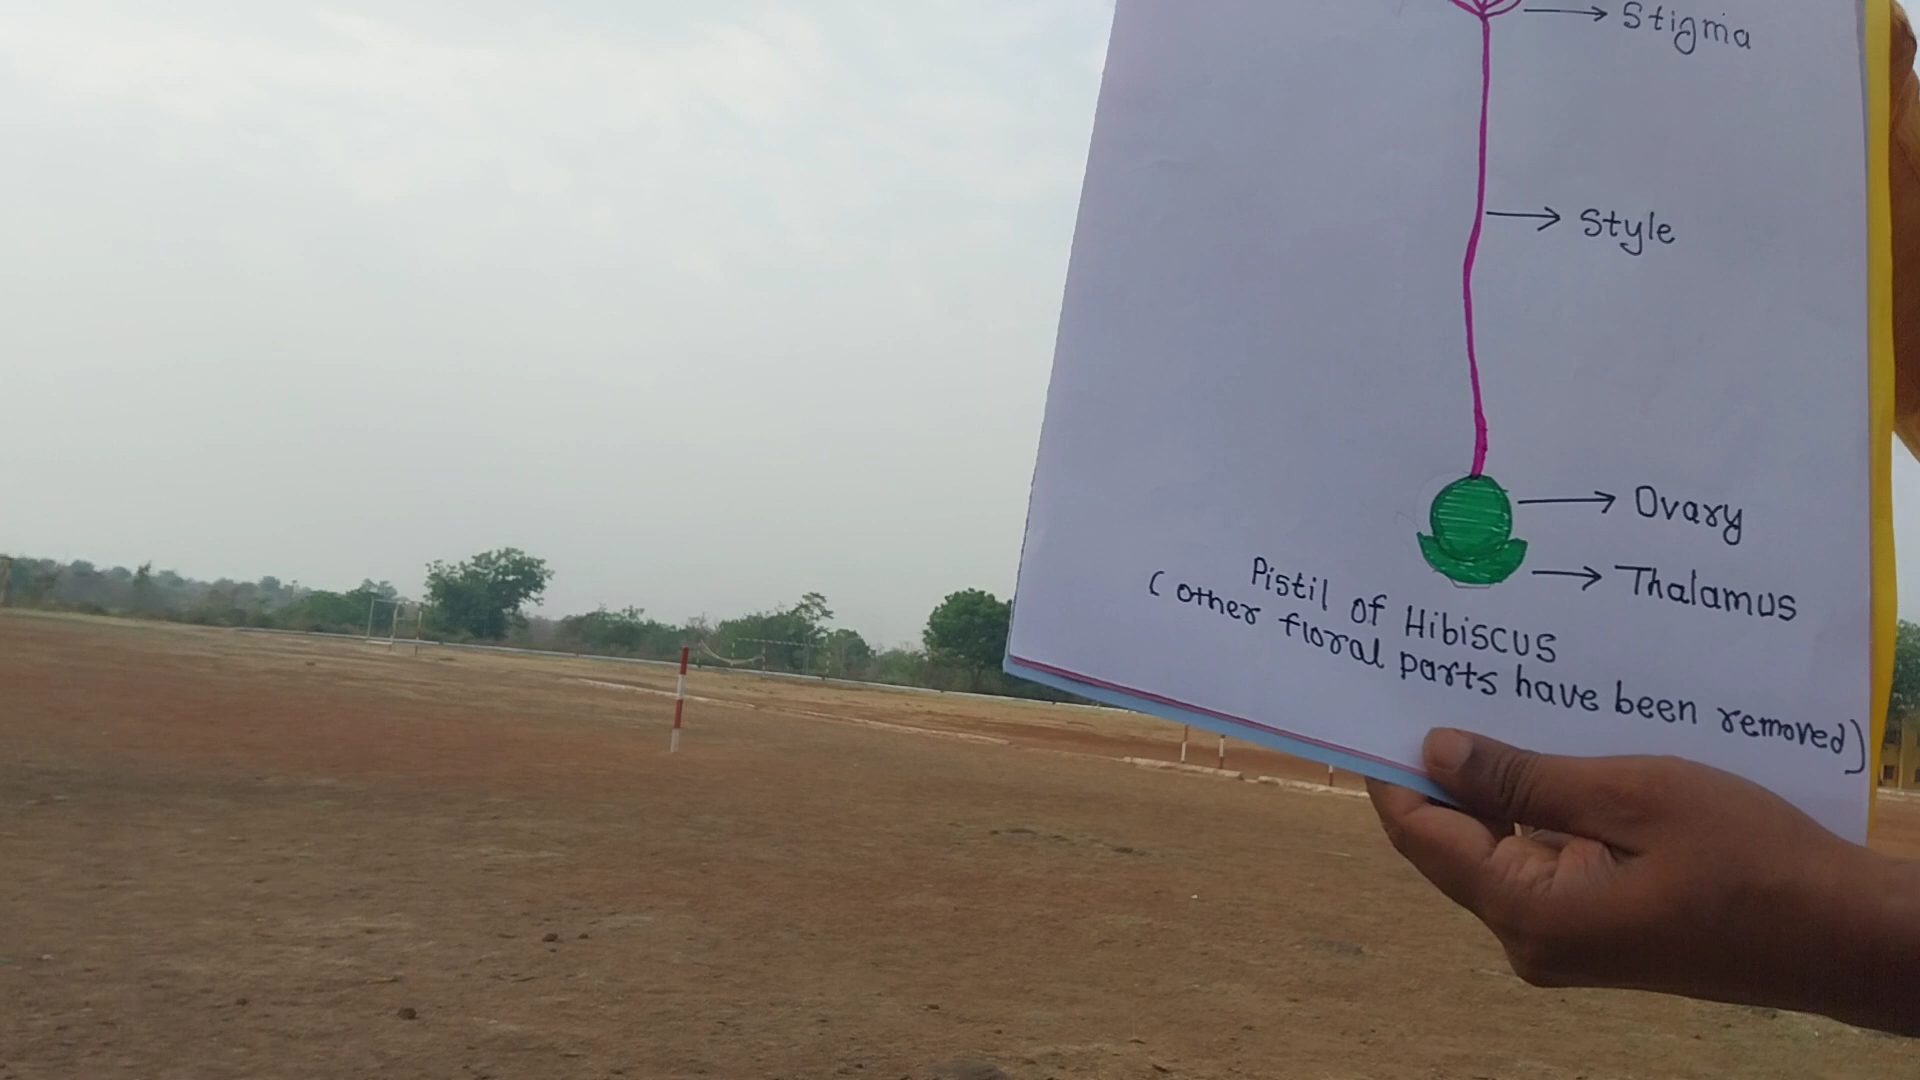 Stigma
Style
Ovary
Thalamus
Pistil of Hibiscus
(other floral parts have been removed)